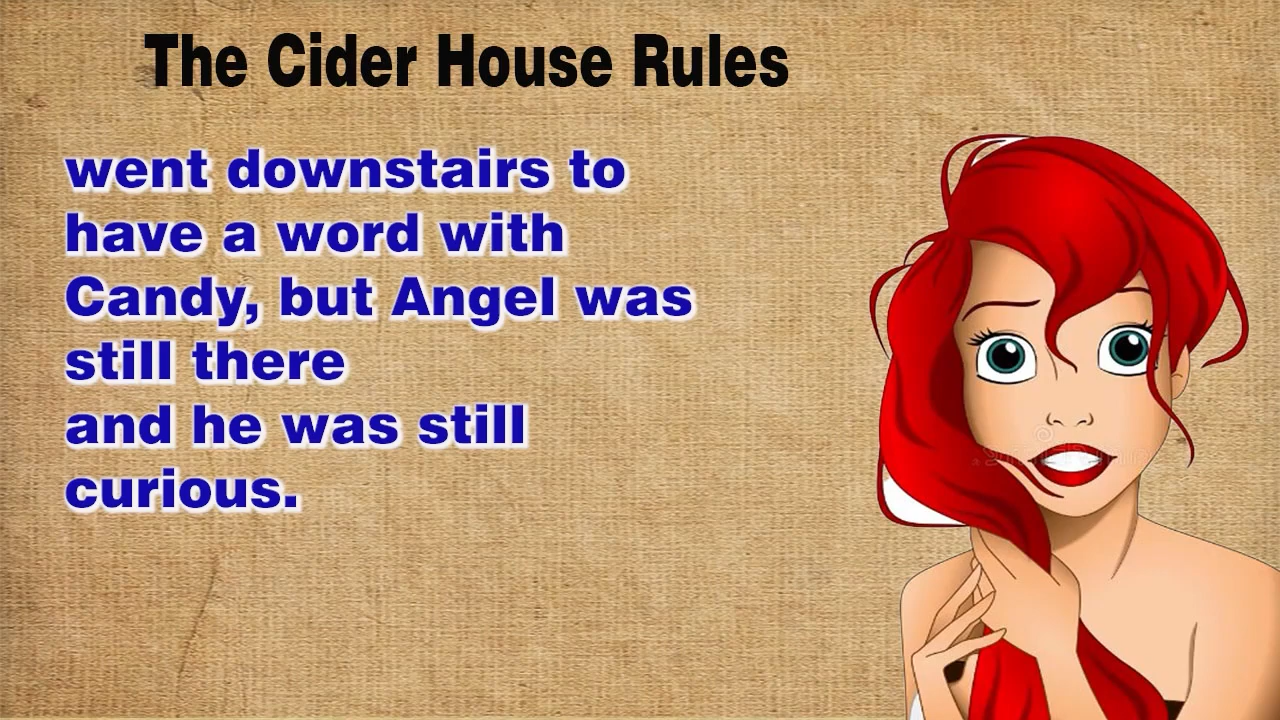 The Cider House Rules
went downstairs to
have a word with
Candy, but Angel was
still there
and he was still
curious.